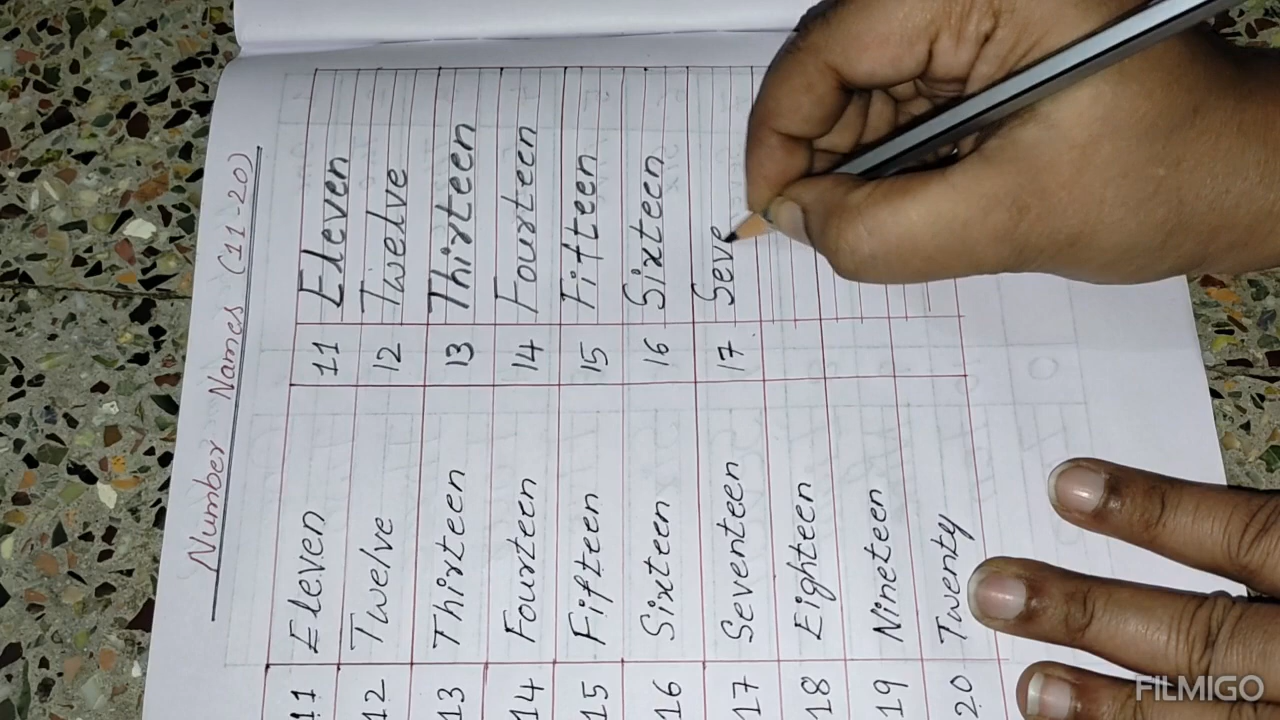 Number Names (11-20)
11 Eleven 11 Eleven
12 Twelve 12 Twelve
13 Thirteen 13 Thirteen
14 Fourteen 14 Fourteen
15 Fifteen 15 Fifteen
16 Sixteen 16 Sixteen
17 Seventeen 17 Seve
18 Eighteen
19 Nineteen
20 Twenty
FILMIGO